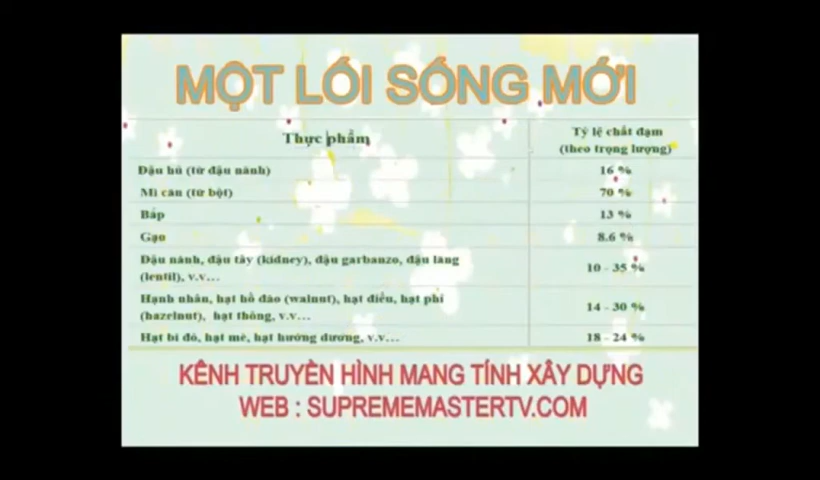 MỘT LỐI SỐNG MỚI
Thực phẩm
Tỷ lệ chất đạm
(theo trọng lượng)
Đậu hủ (từ đậu nành)
16 %
Mì căn (từ bột)
70 %
Bắp
13 %
Gạo
8.6 %
Đậu nành, đậu tây (kidney), đậu garbanzo, đậu lăng
(lentil), v.v...
10 - 35 %
Hạnh nhân, hạt hồ đào (walnut), hạt điều, hạt phỉ
(hazelnut), hạt thông, v.v...
14 - 30 %
Hạt bí đỏ, hạt mè, hạt hướng dương, v.v...
18 - 24 %
KÊNH TRUYỀN HÌNH MANG TÍNH XÂY DỰNG
WEB : SUPREMEMASTERTV.COM